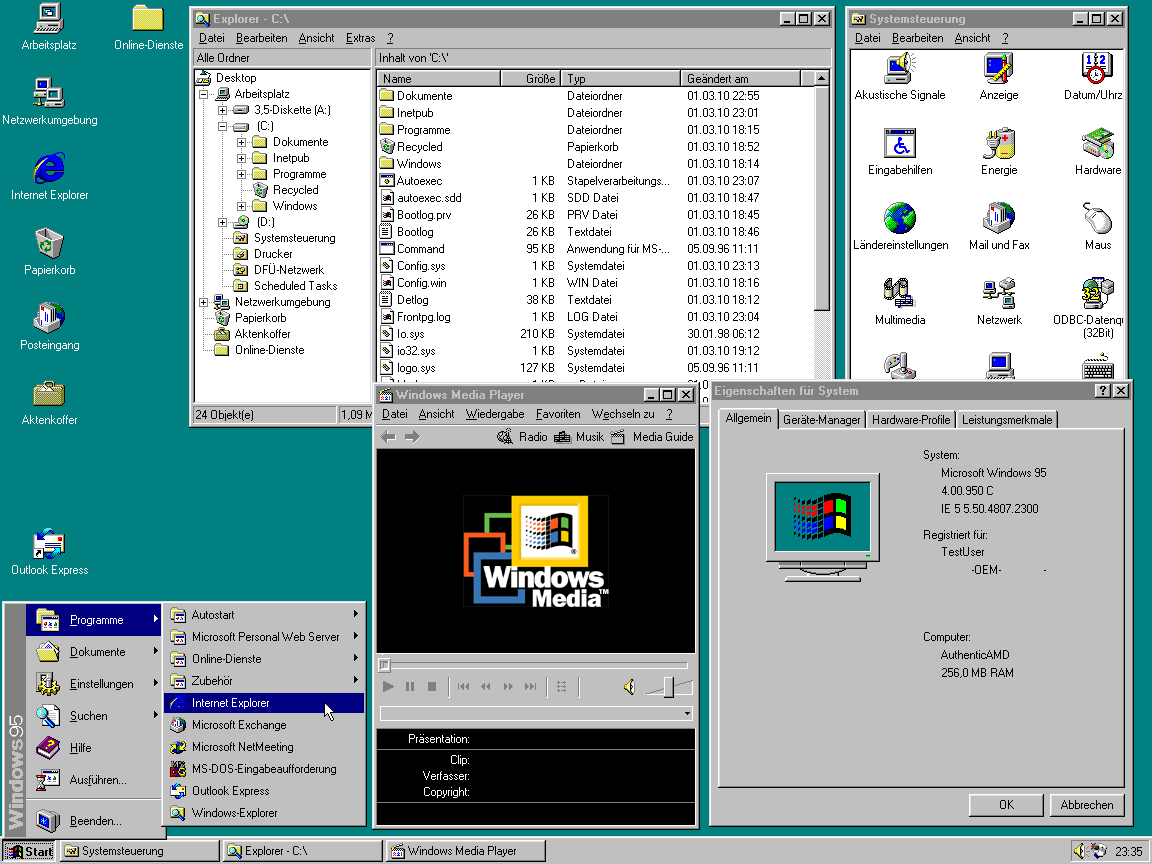 Arbeitsplatz
Online-Dienste
Netzwerkumgebung
Internet Explorer
Papierkorb
Posteingang
Aktenkoffer
Outlook Express
Explorer - C:\
Datei Bearbeiten Ansicht Extras ?
Alle Ordner
Inhalt von 'C:\'
Desktop
Arbeitsplatz
3,5-Diskette (A:)
(C:)
Dokumente
Inetpub
Programme
Recycled
Windows
(D:)
Systemsteuerung
Drucker
DFÜ-Netzwerk
Scheduled Tasks
Netzwerkumgebung
Papierkorb
Aktenkoffer
Online-Dienste
Name Größe Typ Geändert am
Dokumente Dateiordner 01.03.10 22:55
Inetpub Dateiordner 01.03.10 23:01
Programme Dateiordner 01.03.10 18:15
Recycled Papierkorb 01.03.10 18:52
Windows Dateiordner 01.03.10 18:14
Autoexec 1 KB Stapelverarbeitungs... 01.03.10 23:07
autoexec.sdd 1 KB SDD Datei 01.03.10 18:47
Bootlog.prv 26 KB PRV Datei 01.03.10 18:45
Bootlog 26 KB Textdatei 01.03.10 18:46
Command 95 KB Anwendung für MS-... 05.09.96 11:11
Config.sys 1 KB Systemdatei 01.03.10 23:13
Config.win 1 KB WIN Datei 01.03.10 18:16
Detlog 38 KB Textdatei 01.03.10 18:12
Frontpg.log 1 KB LOG Datei 01.03.10 23:04
Io.sys 210 KB Systemdatei 30.01.98 06:12
io32.sys 1 KB Systemdatei 01.03.10 19:12
logo.sys 127 KB Systemdatei 05.09.96 11:11
24 Objekt(e)
1,09 M
Systemsteuerung
Datei Bearbeiten Ansicht ?
Akustische Signale
Anzeige
Datum/Uhrz
Eingabehilfen
Energie
Hardware
Ländereinstellungen
Mail und Fax
Maus
Multimedia
Netzwerk
ODBC-Datenq
(32Bit)
Windows Media Player
Datei Ansicht Wiedergabe Favoriten Wechseln zu ?
Radio Musik Media Guide
Windows
Media™
Präsentation:
Clip:
Verfasser:
Copyright:
Eigenschaften für System
Allgemein Geräte-Manager Hardware-Profile Leistungsmerkmale
System:
Microsoft Windows 95
4.00.950 C
IE 5 5.50.4807.2300
Registriert für:
TestUser
-OEM- -
Computer:
AuthenticAMD
256,0 MB RAM
OK Abbrechen
Windows95
Programme
Dokumente
Einstellungen
Suchen
Hilfe
Ausführen...
Beenden...
Autostart
Microsoft Personal Web Server
Online-Dienste
Zubehör
Internet Explorer
Microsoft Exchange
Microsoft NetMeeting
MS-DOS-Eingabeaufforderung
Outlook Express
Windows-Explorer
Start Systemsteuerung Explorer - C:\ Windows Media Player 23:35